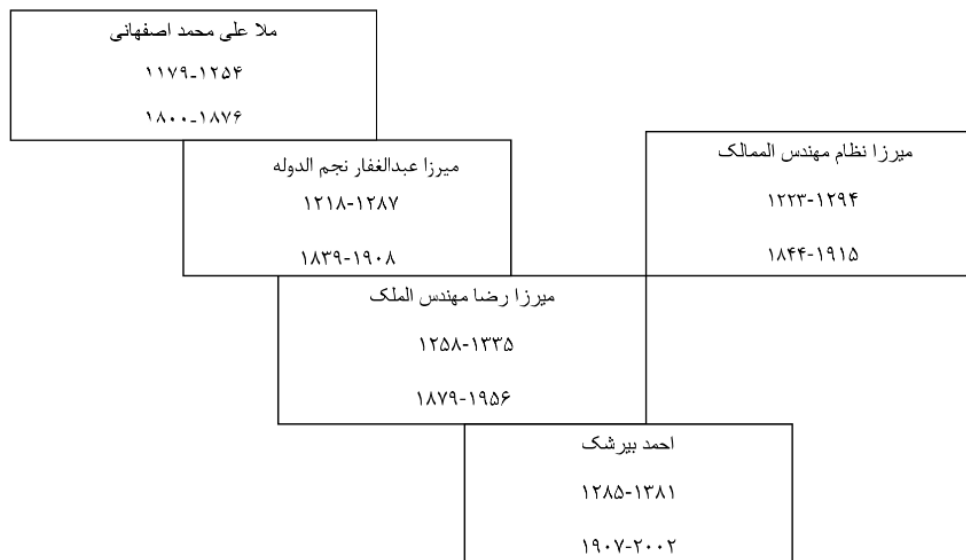 ملا علی محمد اصفهانی
۱۱۷۹-۱۲۵۴
۱۸۰۰-۱۸۷۶
میرزا عبدالغفار نجم الدوله
۱۲۱۸-۱۲۸۷
۱۸۳۹-۱۹۰۸
میرزا نظام مهندس الممالک
۱۲۲۳-۱۲۹۴
۱۸۴۴-۱۹۱۵
میرزا رضا مهندس الملک
۱۲۵۸-۱۳۳۵
۱۸۷۹-۱۹۵۶
احمد بیرشک
۱۲۸۵-۱۳۸۱
۱۹۰۷-۲۰۰۲